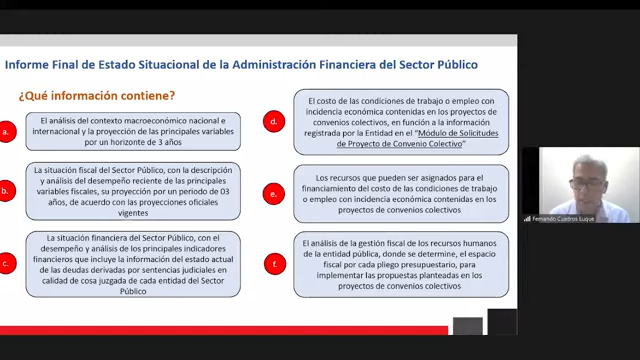 Informe Final de Estado Situacional de la Administración Financiera del Sector Público
¿Qué información contiene?
a.
El análisis del contexto macroeconómico nacional e
internacional y la proyección de las principales variables
por un horizonte de 3 años
b.
La situación fiscal del Sector Público, con la descripción
y análisis del desempeño reciente de las principales
variables fiscales, su proyección por un periodo de 03
años, de acuerdo con las proyecciones oficiales
vigentes
c.
La situación financiera del Sector Público, con el
desempeño y análisis de los principales indicadores
financieros que incluye la información del estado actual
de las deudas derivadas por sentencias judiciales en
calidad de cosa juzgada de cada entidad del Sector
Público
d.
El costo de las condiciones de trabajo o empleo con
incidencia económica contenidas en los proyectos de
convenios colectivos, en función a la información
registrada por la Entidad en el "Módulo de Solicitudes
de Proyecto de Convenio Colectivo"
e.
Los recursos que pueden ser asignados para el
financiamiento del costo de las condiciones de trabajo
o empleo con incidencia económica contenidas en los
proyectos de convenios colectivos
f.
El análisis de la gestión fiscal de los recursos humanos
de la entidad pública, donde se determine, el espacio
fiscal por cada pliego presupuestario, para
implementar las propuestas planteadas en los
proyectos de convenios colectivos
Fernando Cuadros Luque